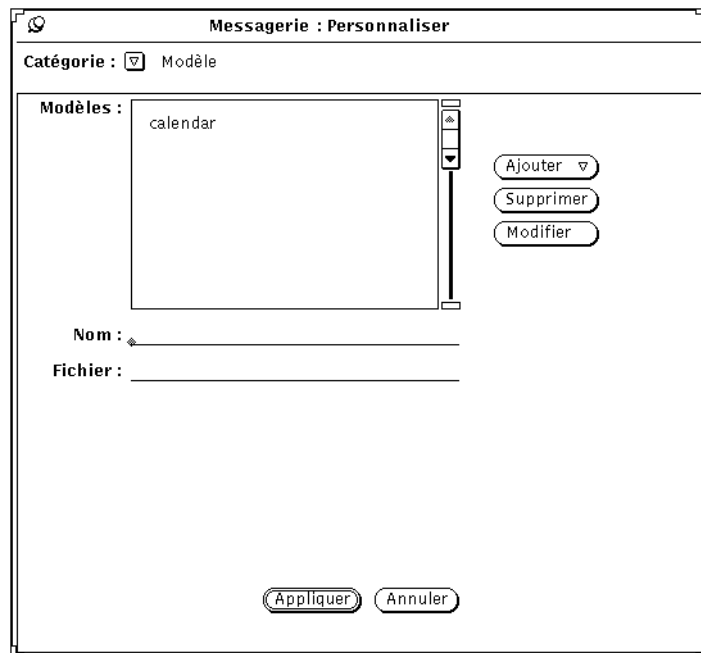 Messagerie : Personnaliser
Catégorie : Modèle
Modèles :
calendar
Ajouter
Supprimer
Modifier
Nom :
Fichier :
Appliquer Annuler